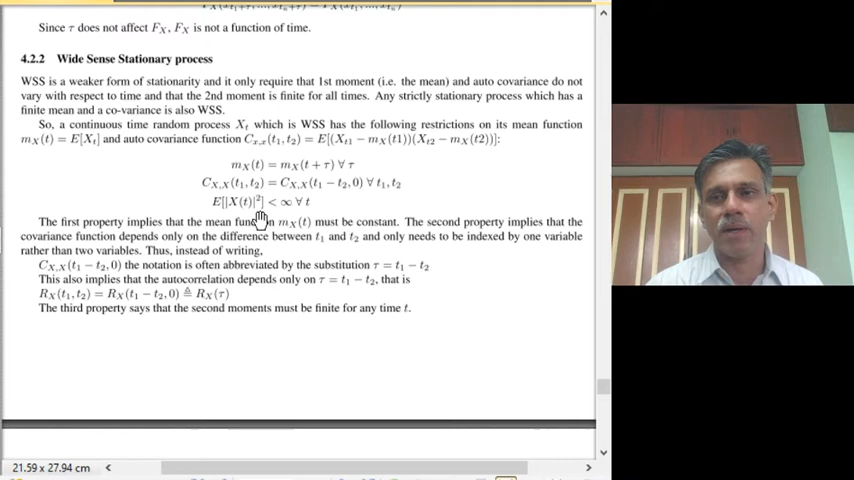 Since τ does not affect F_X, F_X is not a function of time.
4.2.2 Wide Sense Stationary process
WSS is a weaker form of stationarity and it only require that 1st moment (i.e. the mean) and auto covariance do not
vary with respect to time and that the 2nd moment is finite for all times. Any strictly stationary process which has a
finite mean and a co-variance is also WSS.
So, a continuous time random process X_t which is WSS has the following restrictions on its mean function
m_X(t) = E[X_t] and auto covariance function C_{x,x}(t_1, t_2) = E[(X_{t1} − m_X(t1))(X_{t2} − m_X(t2))]:
m_X(t) = m_X(t + τ) ∀ τ
C_{X,X}(t_1, t_2) = C_{X,X}(t_1 − t_2, 0) ∀ t_1, t_2
E[|X(t)|²] < ∞ ∀ t
The first property implies that the mean function m_X(t) must be constant. The second property implies that the
covariance function depends only on the difference between t_1 and t_2 and only needs to be indexed by one variable
rather than two variables. Thus, instead of writing,
C_{X,X}(t_1 − t_2, 0) the notation is often abbreviated by the substitution τ = t_1 − t_2
This also implies that the autocorrelation depends only on τ = t_1 − t_2, that is
R_X(t_1, t_2) = R_X(t_1 − t_2, 0) ≜ R_X(τ)
The third property says that the second moments must be finite for any time t.
21.59 x 27.94 cm